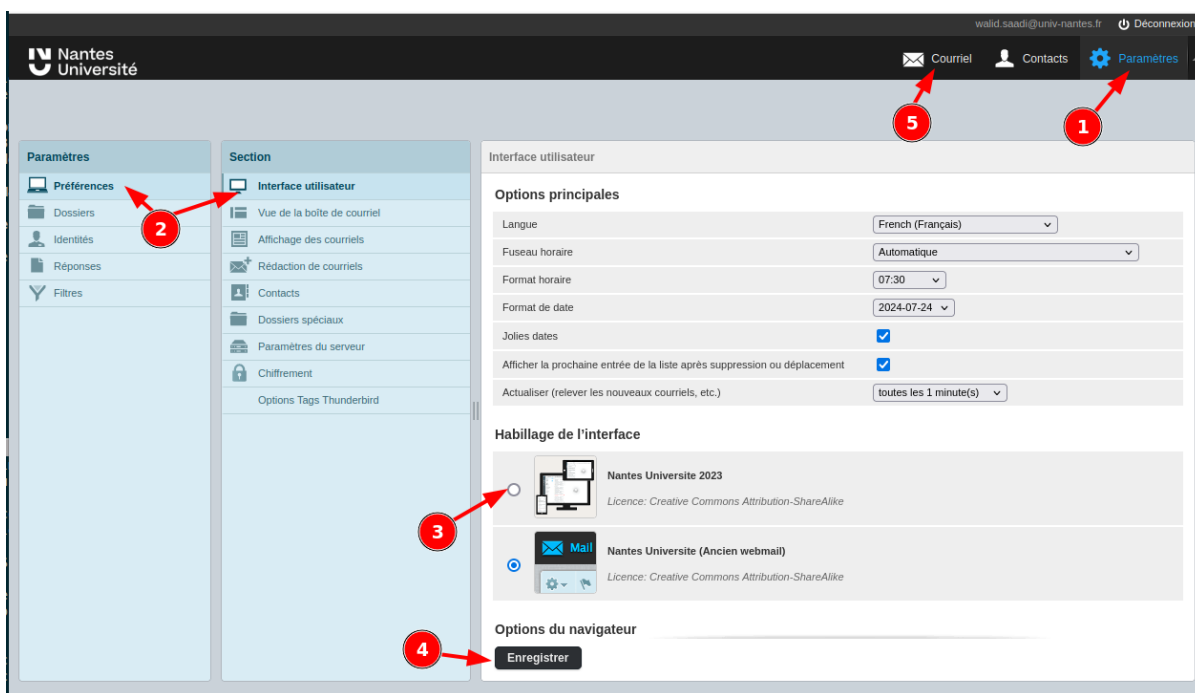 walid.saadi@univ-nantes.fr Déconnexion
Nantes Université
Courriel Contacts Paramètres
5 1
Paramètres
Préférences
Dossiers
Identités
Réponses
Filtres
2
Section
Interface utilisateur
Vue de la boîte de courriel
Affichage des courriels
Rédaction de courriels
Contacts
Dossiers spéciaux
Paramètres du serveur
Chiffrement
Options Tags Thunderbird
Interface utilisateur
Options principales
Langue French (Français)
Fuseau horaire Automatique
Format horaire 07:30
Format de date 2024-07-24
Jolies dates
Afficher la prochaine entrée de la liste après suppression ou déplacement
Actualiser (relever les nouveaux courriels, etc.) toutes les 1 minute(s)
Habillage de l'interface
Nantes Universite 2023
Licence: Creative Commons Attribution-ShareAlike
3
Mail
Nantes Universite (Ancien webmail)
Licence: Creative Commons Attribution-ShareAlike
Options du navigateur
4
Enregistrer